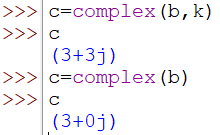 >>> c=complex(b,k)
>>> c
(3+3j)
>>> c=complex(b)
>>> c
(3+0j)